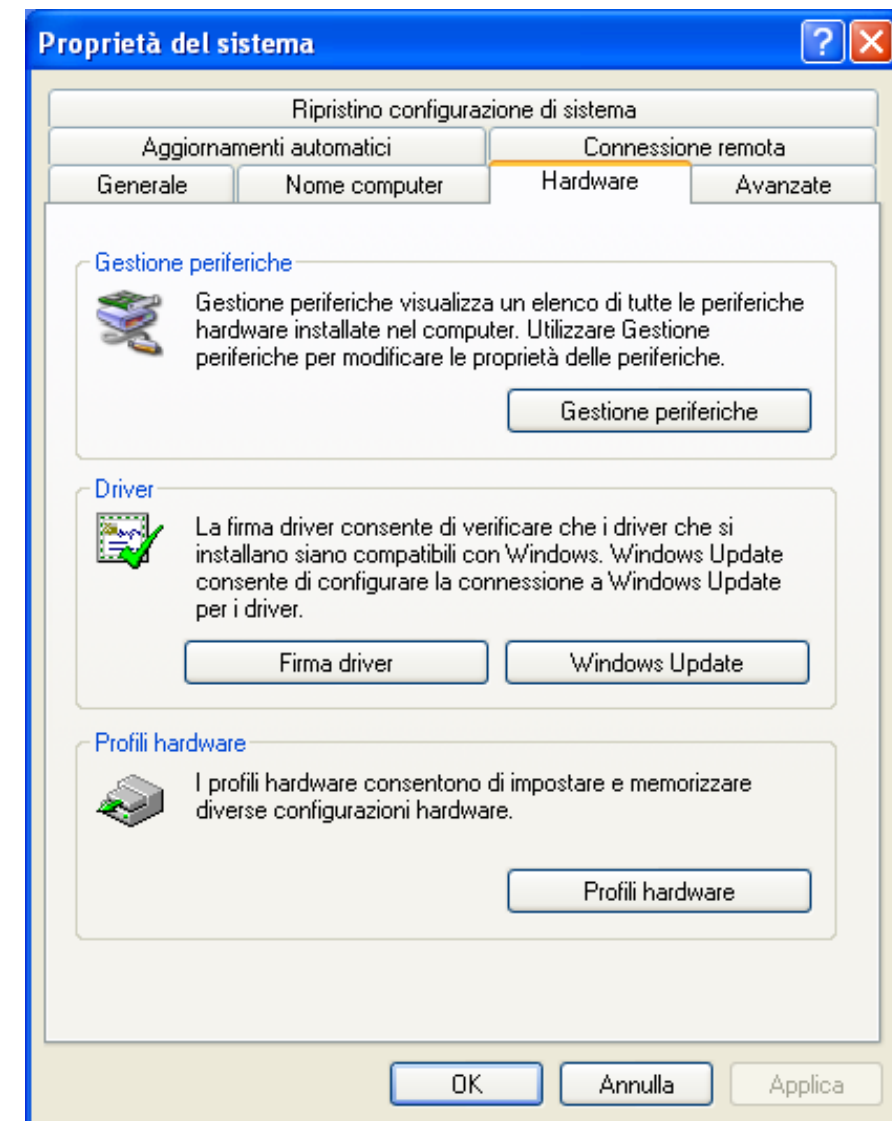 Proprietà del sistema
Ripristino configurazione di sistema
Aggiornamenti automatici
Connessione remota
Generale
Nome computer
Hardware
Avanzate
Gestione periferiche
Gestione periferiche visualizza un elenco di tutte le periferiche
hardware installate nel computer. Utilizzare Gestione
periferiche per modificare le proprietà delle periferiche.
Gestione periferiche
Driver
La firma driver consente di verificare che i driver che si
installano siano compatibili con Windows. Windows Update
consente di configurare la connessione a Windows Update
per i driver.
Firma driver
Windows Update
Profili hardware
I profili hardware consentono di impostare e memorizzare
diverse configurazioni hardware.
Profili hardware
OK
Annulla
Applica